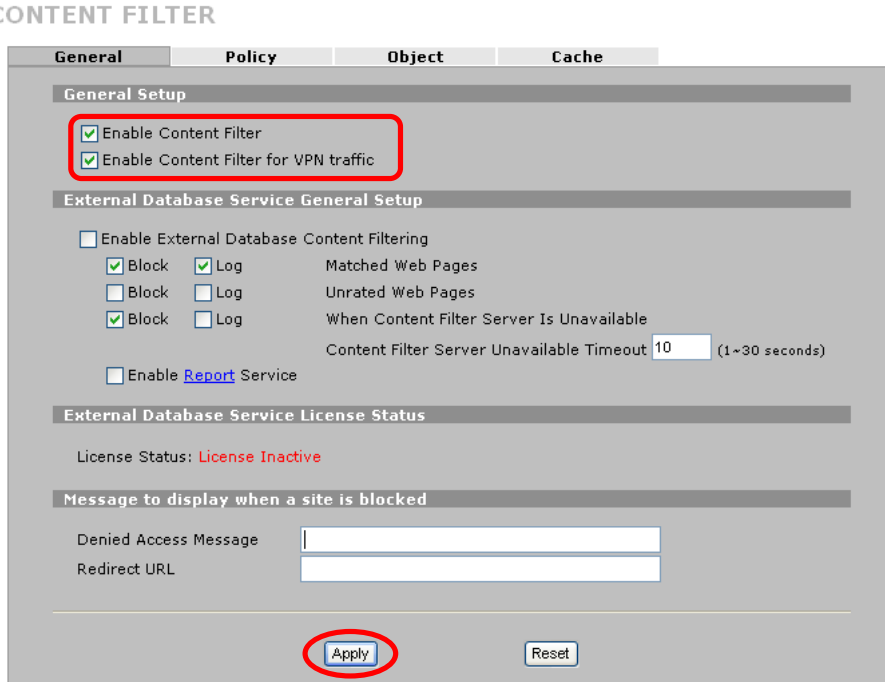 CONTENT FILTER
General Policy Object Cache
General Setup
Enable Content Filter
Enable Content Filter for VPN traffic
External Database Service General Setup
Enable External Database Content Filtering
Block Log Matched Web Pages
Block Log Unrated Web Pages
Block Log When Content Filter Server Is Unavailable
Content Filter Server Unavailable Timeout 10 (1~30 seconds)
Enable Report Service
External Database Service License Status
License Status: License Inactive
Message to display when a site is blocked
Denied Access Message
Redirect URL
Apply Reset